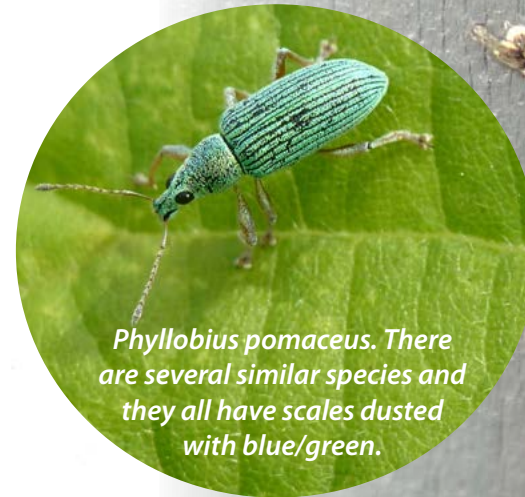 Phyllobius pomaceus. There
are several similar species and
they all have scales dusted
with blue/green.